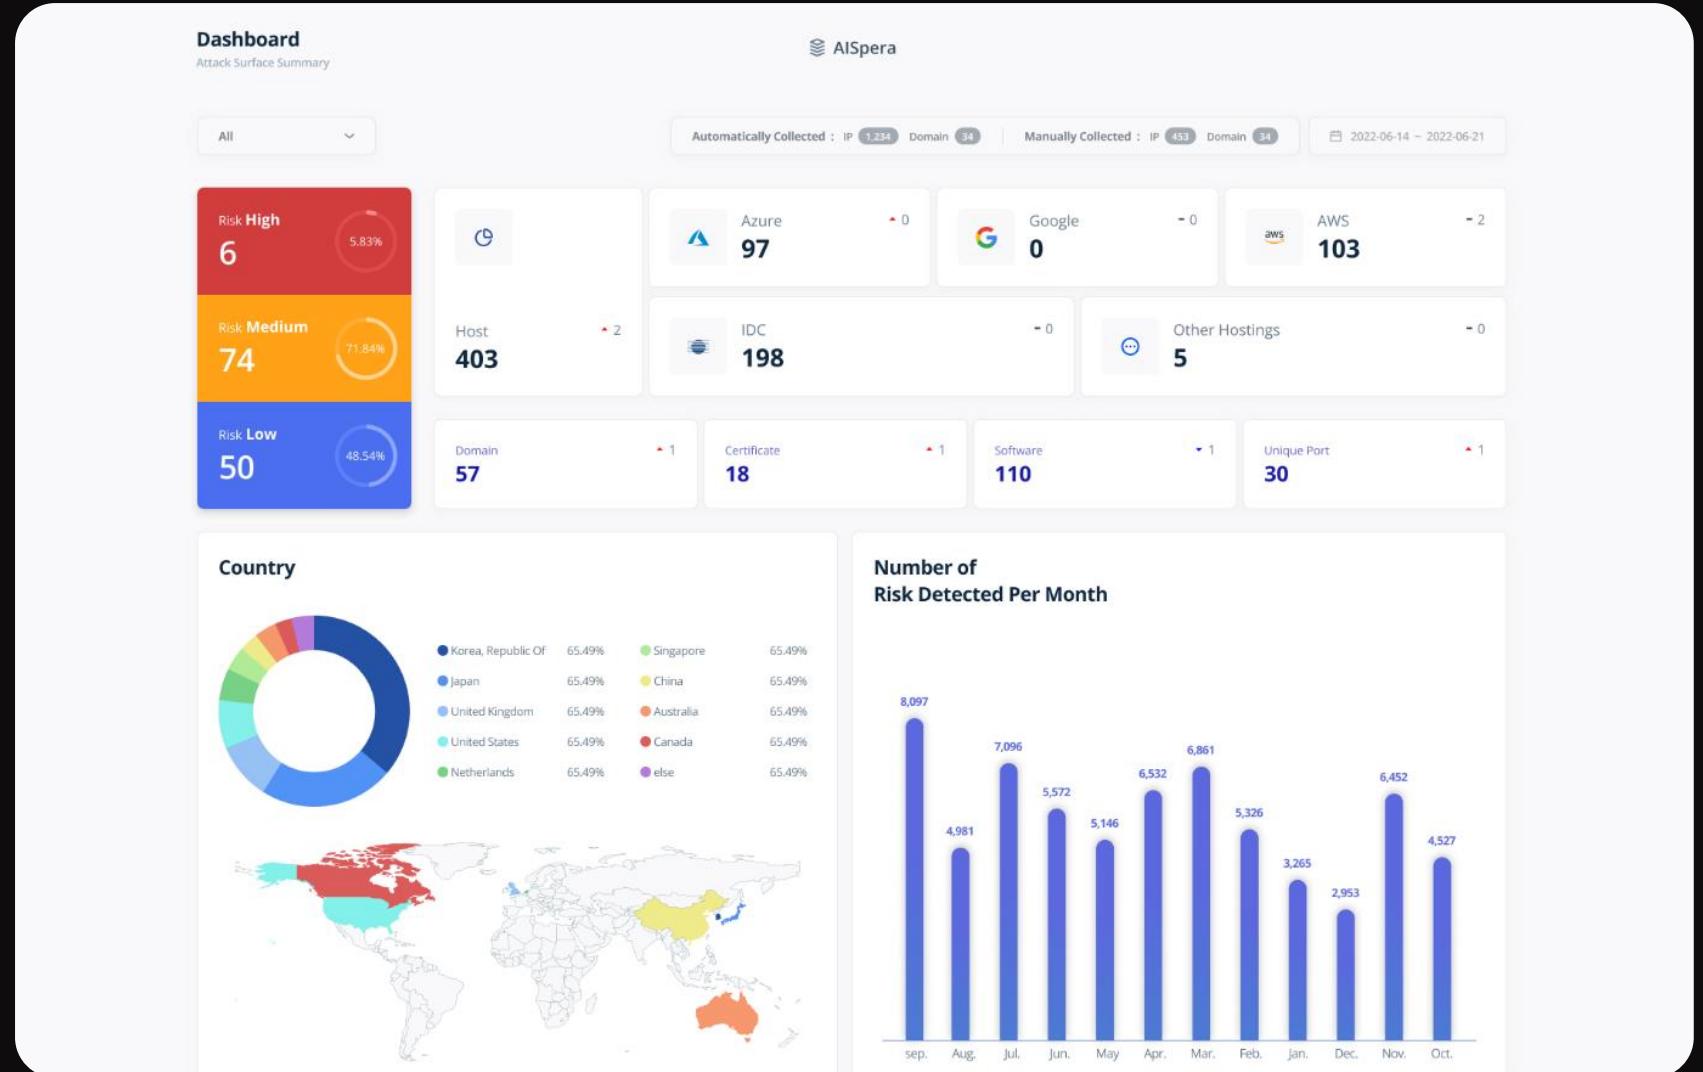 Dashboard
Attack Surface Summary
AISpera
All
Automatically Collected : IP 1,234 Domain 34
Manually Collected : IP 453 Domain 34
2022-06-14 ~ 2022-06-21
Risk High
6
5.83%
Risk Medium
74
71.84%
Risk Low
50
48.54%
Host
2
403
Azure
0
97
Google
- 0
0
aws
AWS
- 2
103
IDC
- 0
198
Other Hostings
- 0
5
Domain
1
57
Certificate
1
18
Software
1
110
Unique Port
1
30
Country
Korea, Republic Of 65.49%
Japan 65.49%
United Kingdom 65.49%
United States 65.49%
Netherlands 65.49%
Singapore 65.49%
China 65.49%
Australia 65.49%
Canada 65.49%
else 65.49%
Number of
Risk Detected Per Month
8,097
4,981
7,096
5,572
5,146
6,532
6,861
5,326
3,265
2,953
6,452
4,527
sep. Aug. Jul. Jun. May Apr. Mar. Feb. Jan. Dec. Nov. Oct.